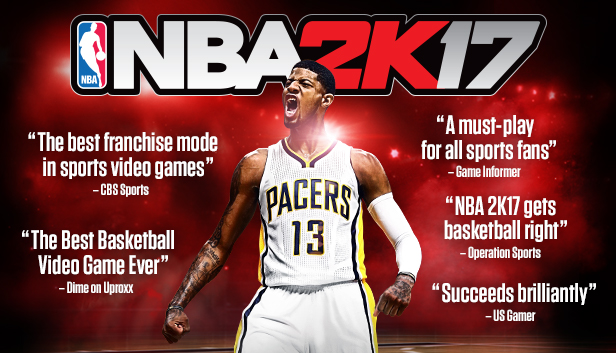 NBA 2K17
NBA
“The best franchise mode
in sports video games”
– CBS Sports
“The Best Basketball
Video Game Ever”
– Dime on Uproxx
PACERS
13
“A must-play
for all sports fans”
– Game Informer
“NBA 2K17 gets
basketball right”
– Operation Sports
“Succeeds brilliantly”
– US Gamer